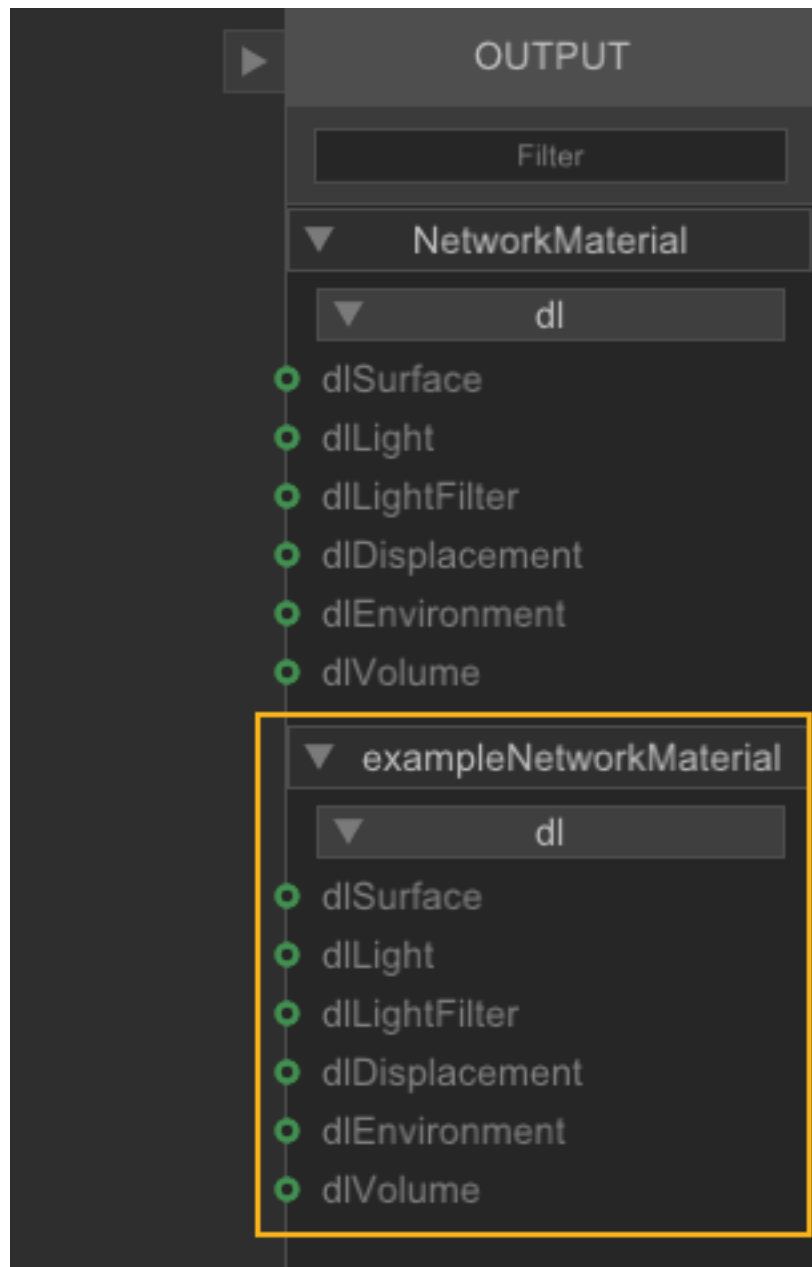 OUTPUT
Filter
NetworkMaterial
dl
dlSurface
dlLight
dlLightFilter
dlDisplacement
dlEnvironment
dlVolume
exampleNetworkMaterial
dl
dlSurface
dlLight
dlLightFilter
dlDisplacement
dlEnvironment
dlVolume